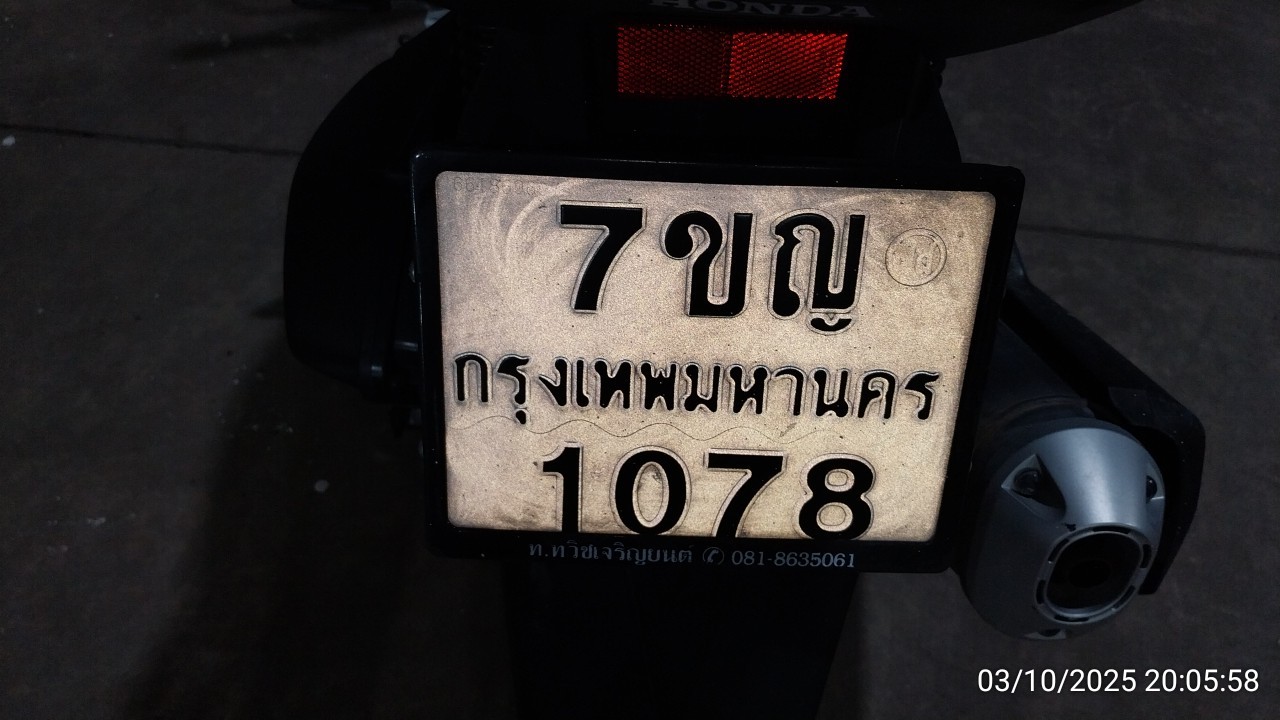 HONDA
7ขญ
กรุงเทพมหานคร
1078
ท.ทวิชเจริญยนต์ ✆ 081-8635061
03/10/2025 20:05:58